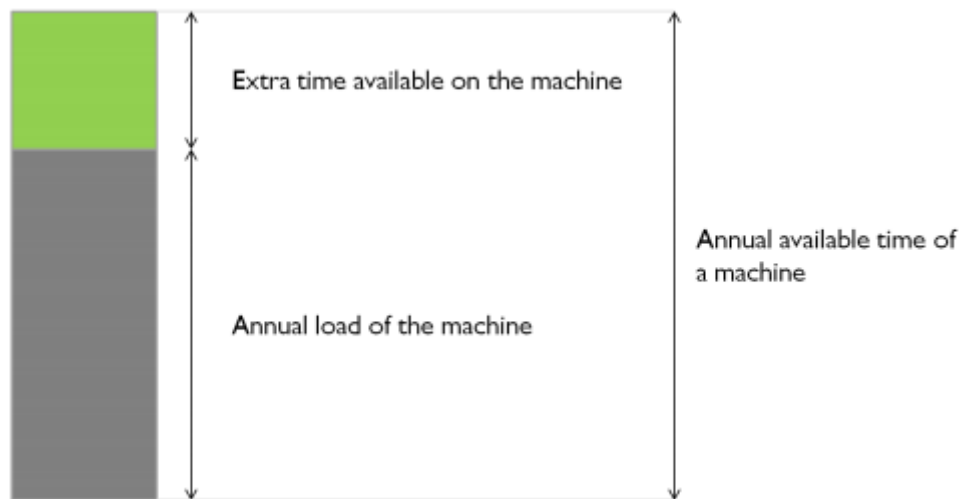 Extra time available on the machine
Annual available time of
a machine
Annual load of the machine